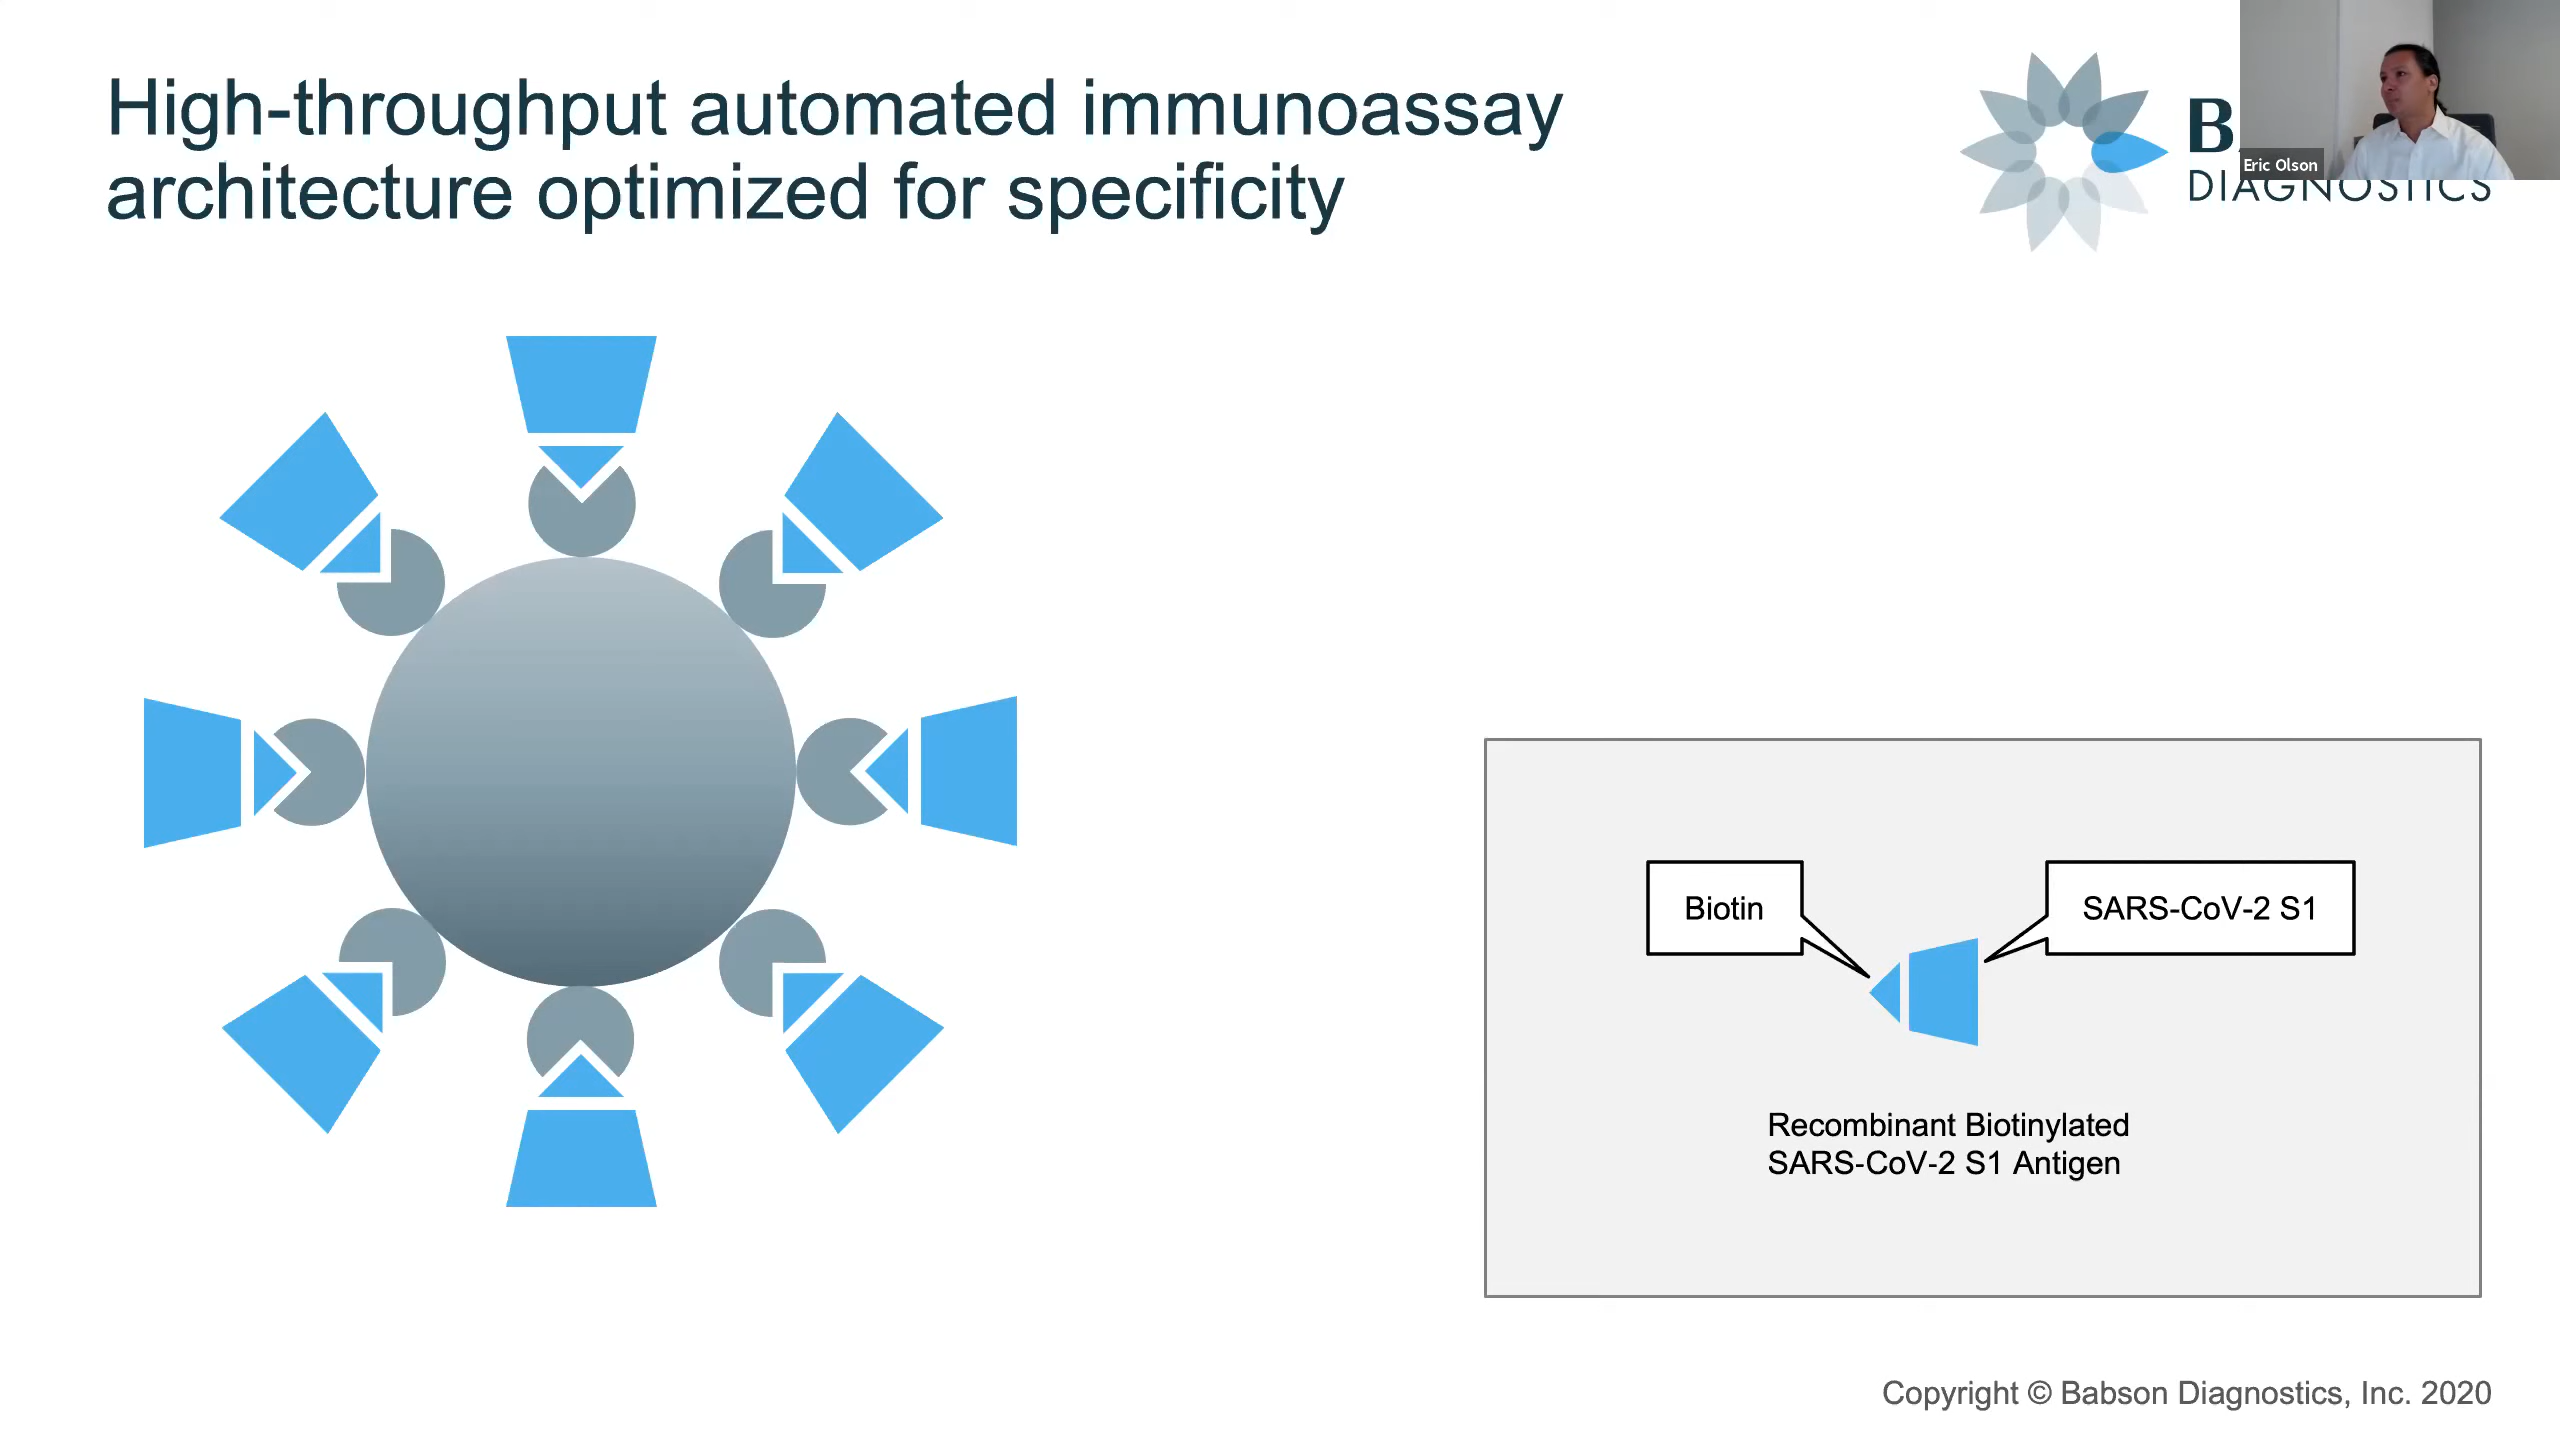 High-throughput automated immunoassay
architecture optimized for specificity
DIAGNOSTICS
Eric Olson
Biotin
SARS-CoV-2 S1
Recombinant Biotinylated
SARS-CoV-2 S1 Antigen
Copyright © Babson Diagnostics, Inc. 2020